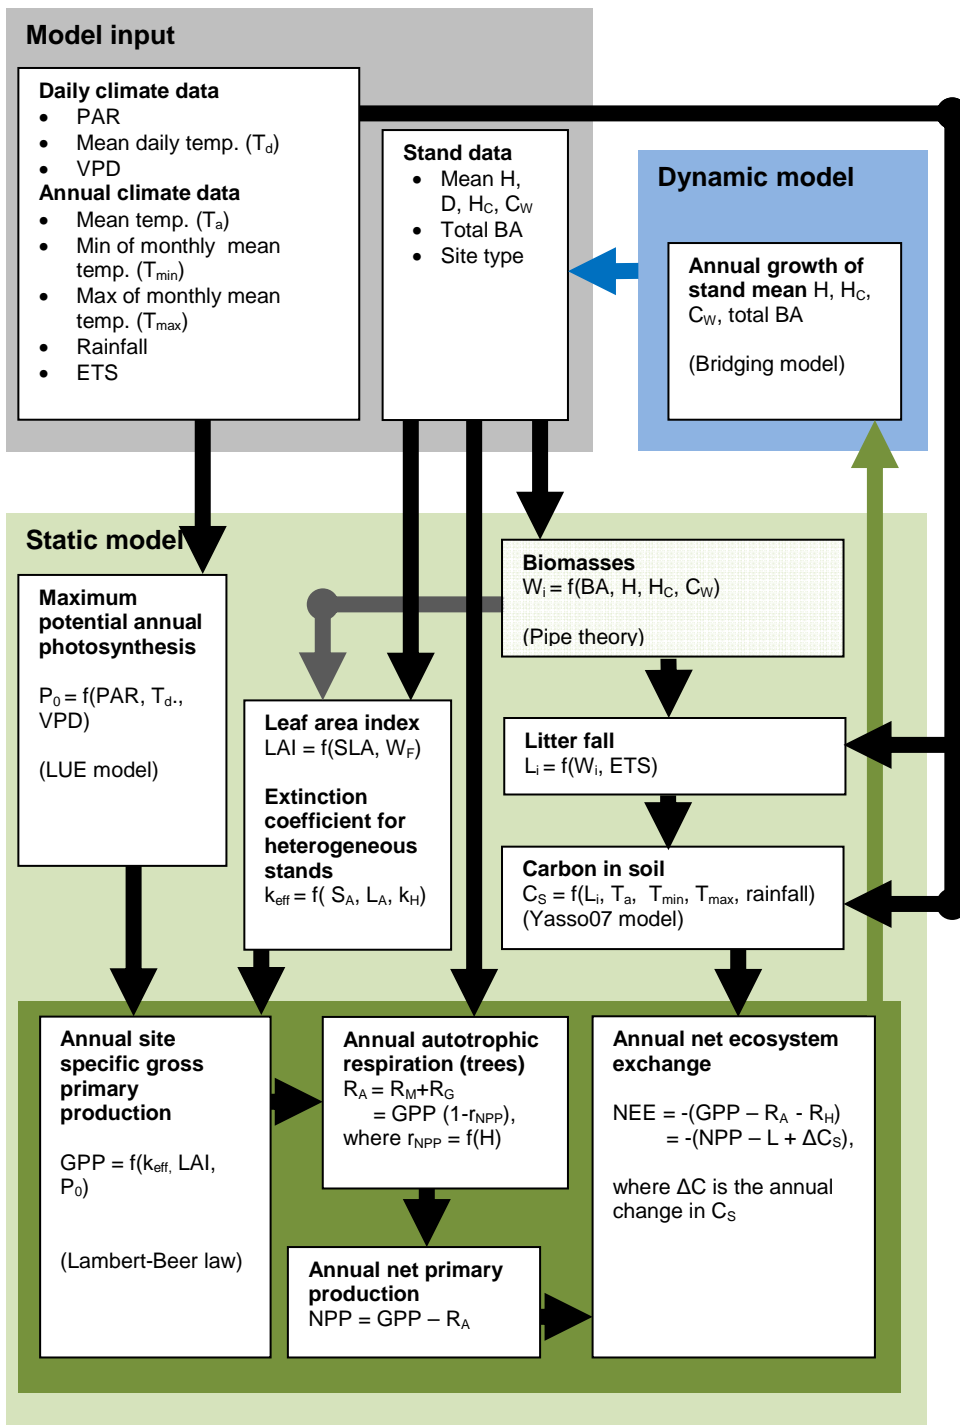 Model input
Daily climate data
• PAR
• Mean daily temp. (Td)
• VPD
Annual climate data
• Mean temp. (Ta)
• Min of monthly mean
temp. (Tmin)
• Max of monthly mean
temp. (Tmax)
• Rainfall
• ETS
Stand data
• Mean H,
D, HC, CW
• Total BA
• Site type
Dynamic model
Annual growth of
stand mean H, HC,
CW, total BA
(Bridging model)
Static model
Maximum
potential annual
photosynthesis
P0 = f(PAR, Td.,
VPD)
(LUE model)
Biomasses
Wi = f(BA, H, HC, CW)
(Pipe theory)
Leaf area index
LAI = f(SLA, WF)
Extinction
coefficient for
heterogeneous
stands
keff = f( SA, LA, kH)
Litter fall
Li = f(Wi, ETS)
Carbon in soil
CS = f(Li, Ta, Tmin, Tmax, rainfall)
(Yasso07 model)
Annual site
specific gross
primary
production
GPP = f(keff, LAI,
P0)
(Lambert-Beer law)
Annual autotrophic
respiration (trees)
RA = RM+RG
= GPP (1-rNPP),
where rNPP = f(H)
Annual net primary
production
NPP = GPP – RA
Annual net ecosystem
exchange
NEE = -(GPP – RA - RH)
= -(NPP – L + ΔCS),
where ΔC is the annual
change in CS